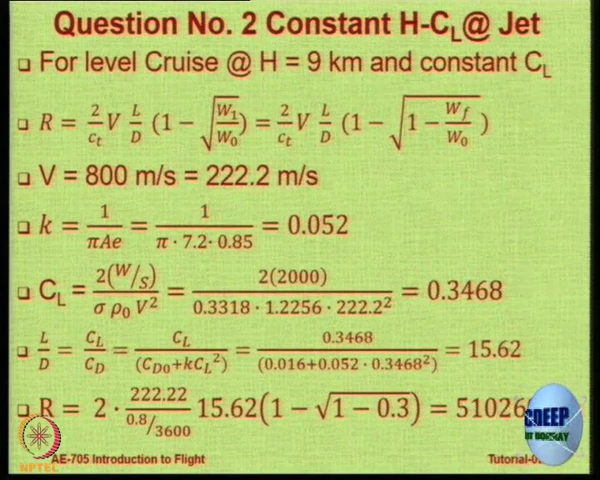 Question No. 2 Constant H-C_L@ Jet
❑ For level Cruise @ H = 9 km and constant C_L
❑ R = 2/c_t V L/D (1 − √(W_1/W_0)) = 2/c_t V L/D (1 − √(1 − W_f/W_0))
❑ V = 800 m/s = 222.2 m/s
❑ k = 1/(πAe) = 1/(π · 7.2· 0.85) = 0.052
❑ C_L = 2(W/S)/(σ ρ_0 V^2) = 2(2000)/(0.3318 · 1.2256 · 222.2^2) = 0.3468
❑ L/D = C_L/C_D = C_L/(C_D0+kC_L^2) = 0.3468/(0.016+0.052 · 0.3468^2) = 15.62
❑ R = 2 · 222.22/(0.8/3600) 15.62(1 − √(1 − 0.3)) = 51026
CDEEP
IIT BOMBAY
NPTEL
AE-705 Introduction to Flight
Tutorial-0